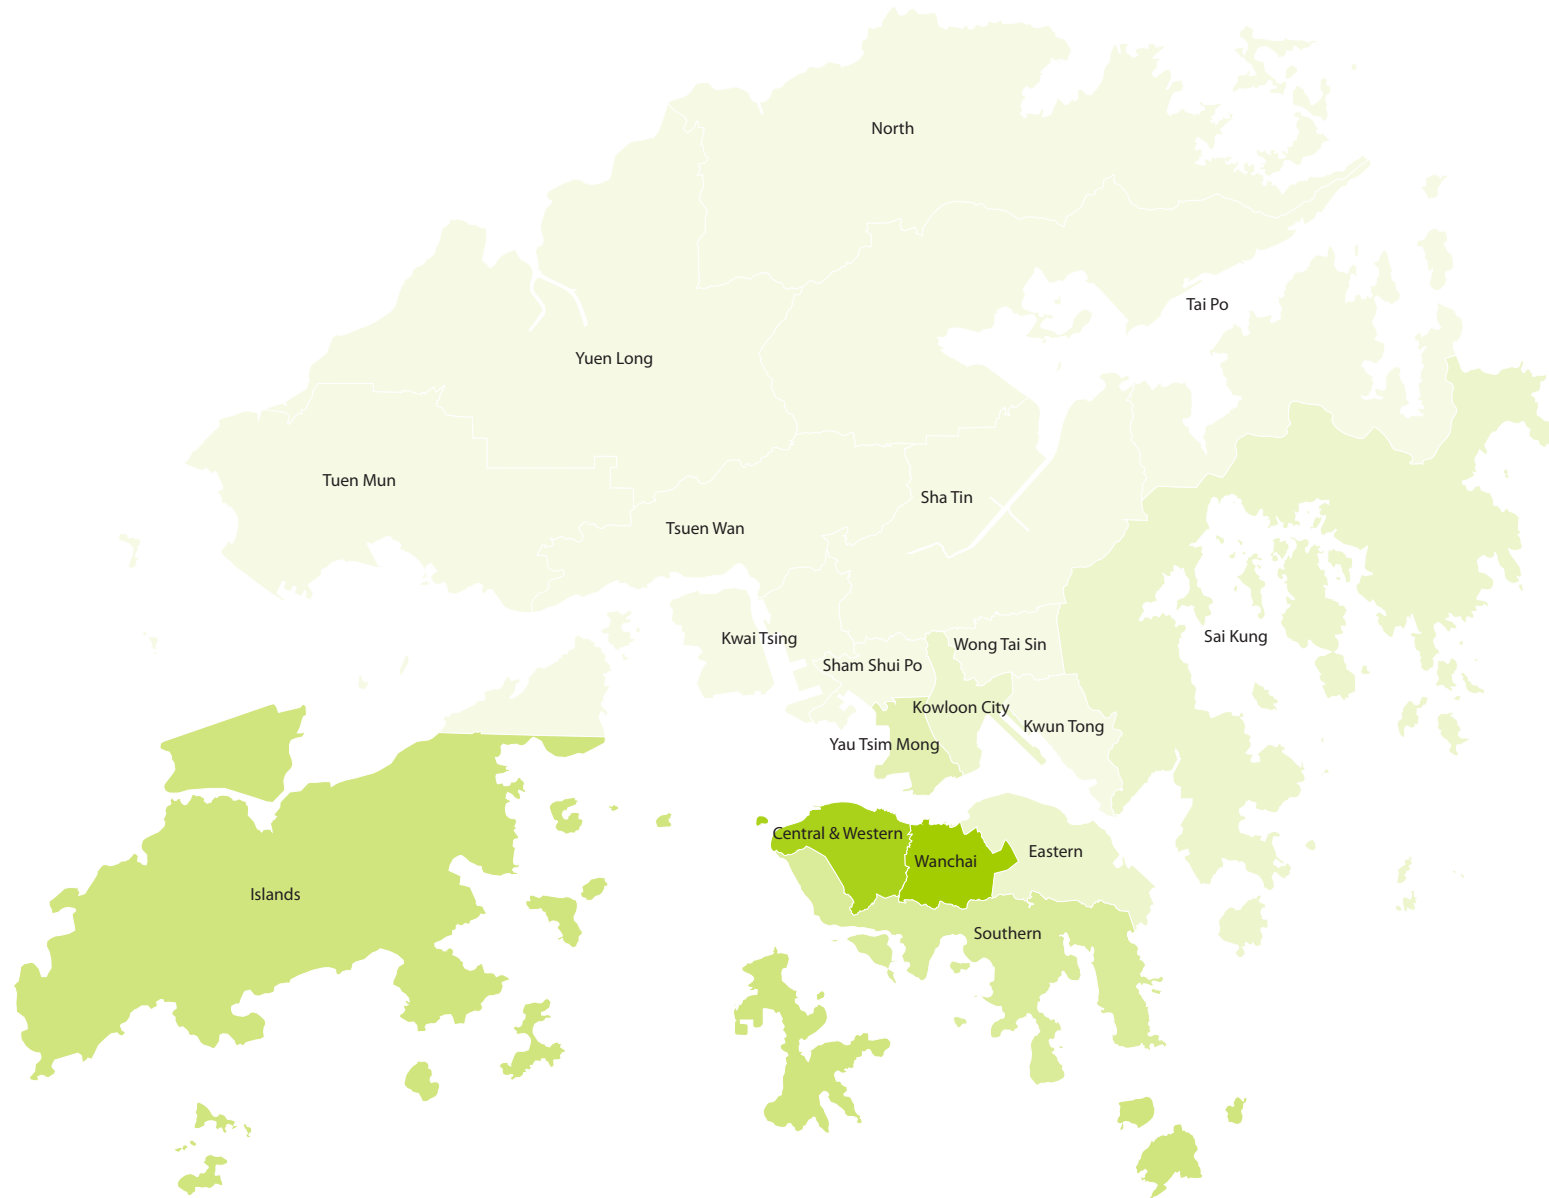 North
Tai Po
Yuen Long
Tuen Mun
Sha Tin
Tsuen Wan
Kwai Tsing
Wong Tai Sin
Sai Kung
Sham Shui Po
Kowloon City
Kwun Tong
Yau Tsim Mong
Central & Western
Wanchai
Eastern
Islands
Southern